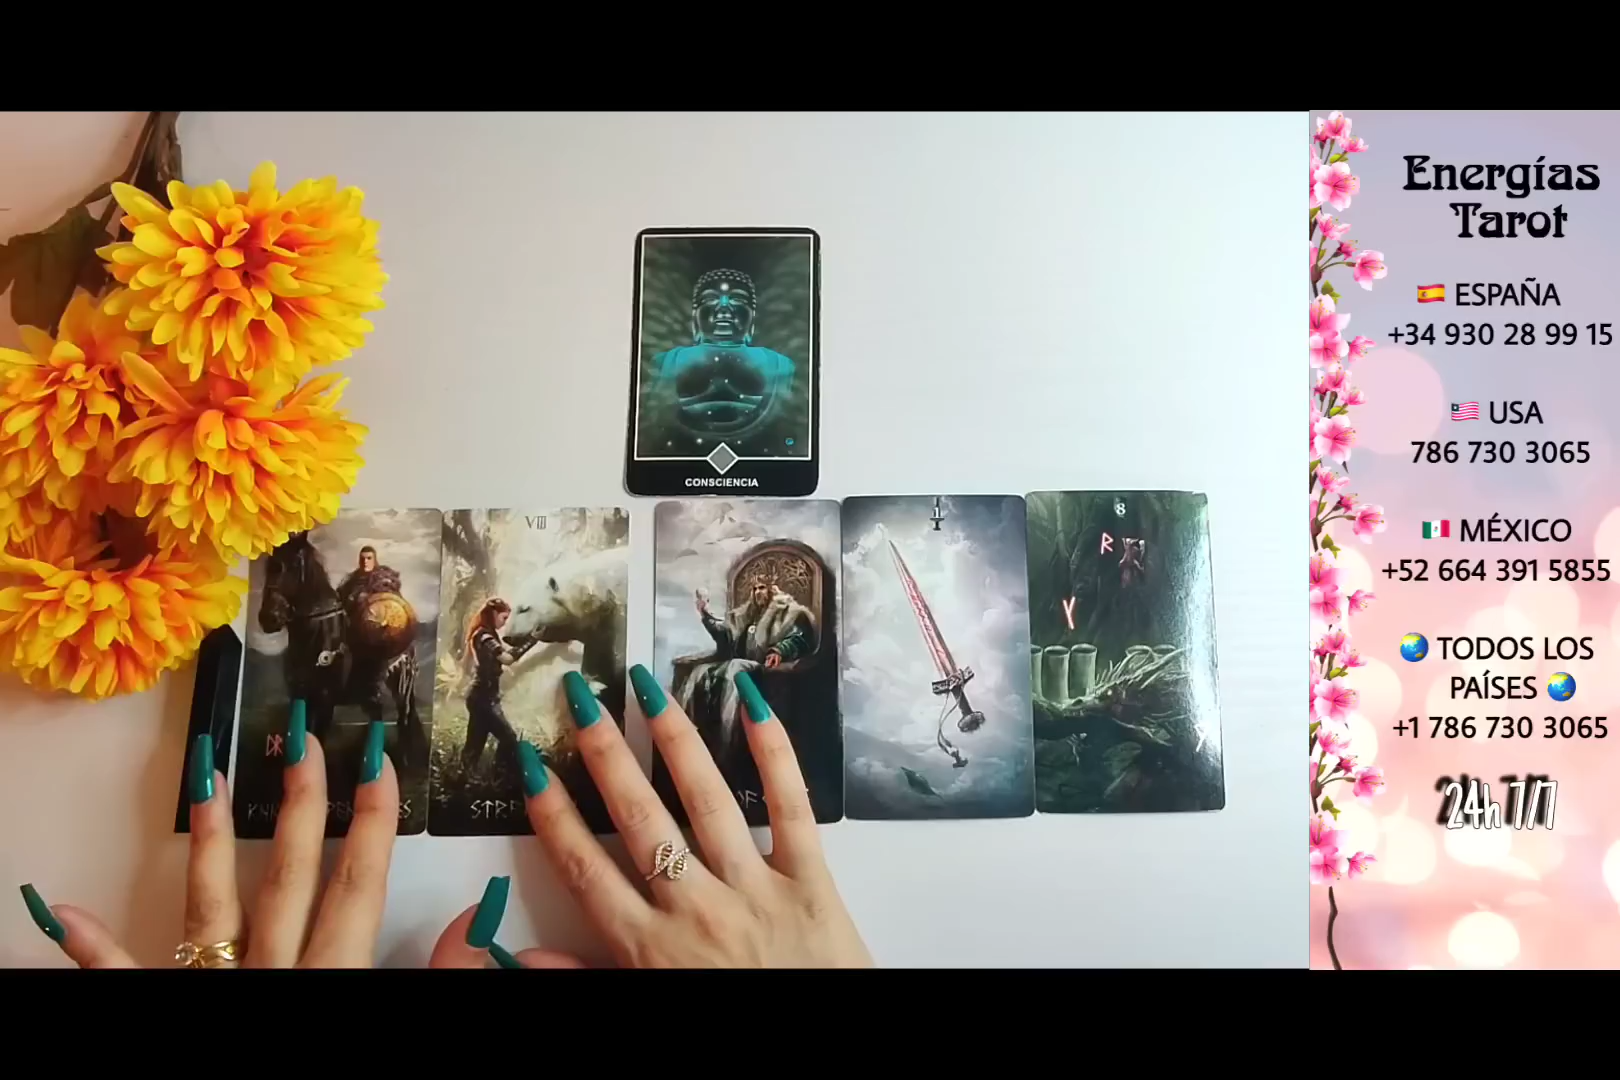 Energías
Tarot
ESPAÑA
+34 930 28 99 15
USA
786 730 3065
MÉXICO
+52 664 391 5855
TODOS LOS
PAÍSES
+1 786 730 3065
24h 7/7
CONSCIENCIA
VIII
8